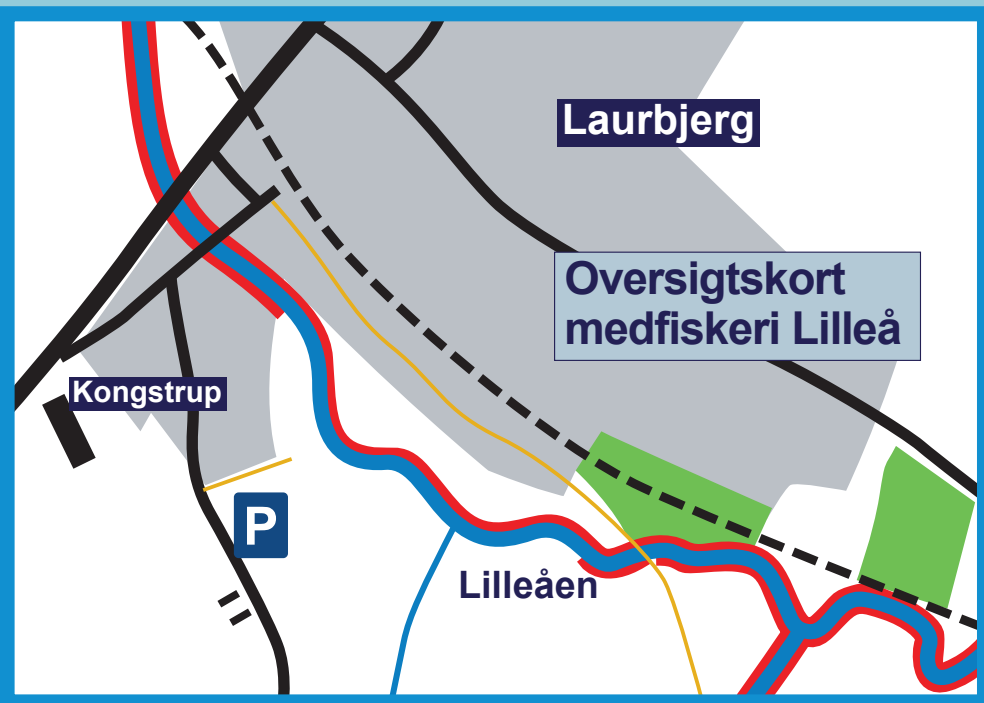 Laurbjerg
Oversigtskort
medfiskeri Lilleå
Kongstrup
P
Lilleåen